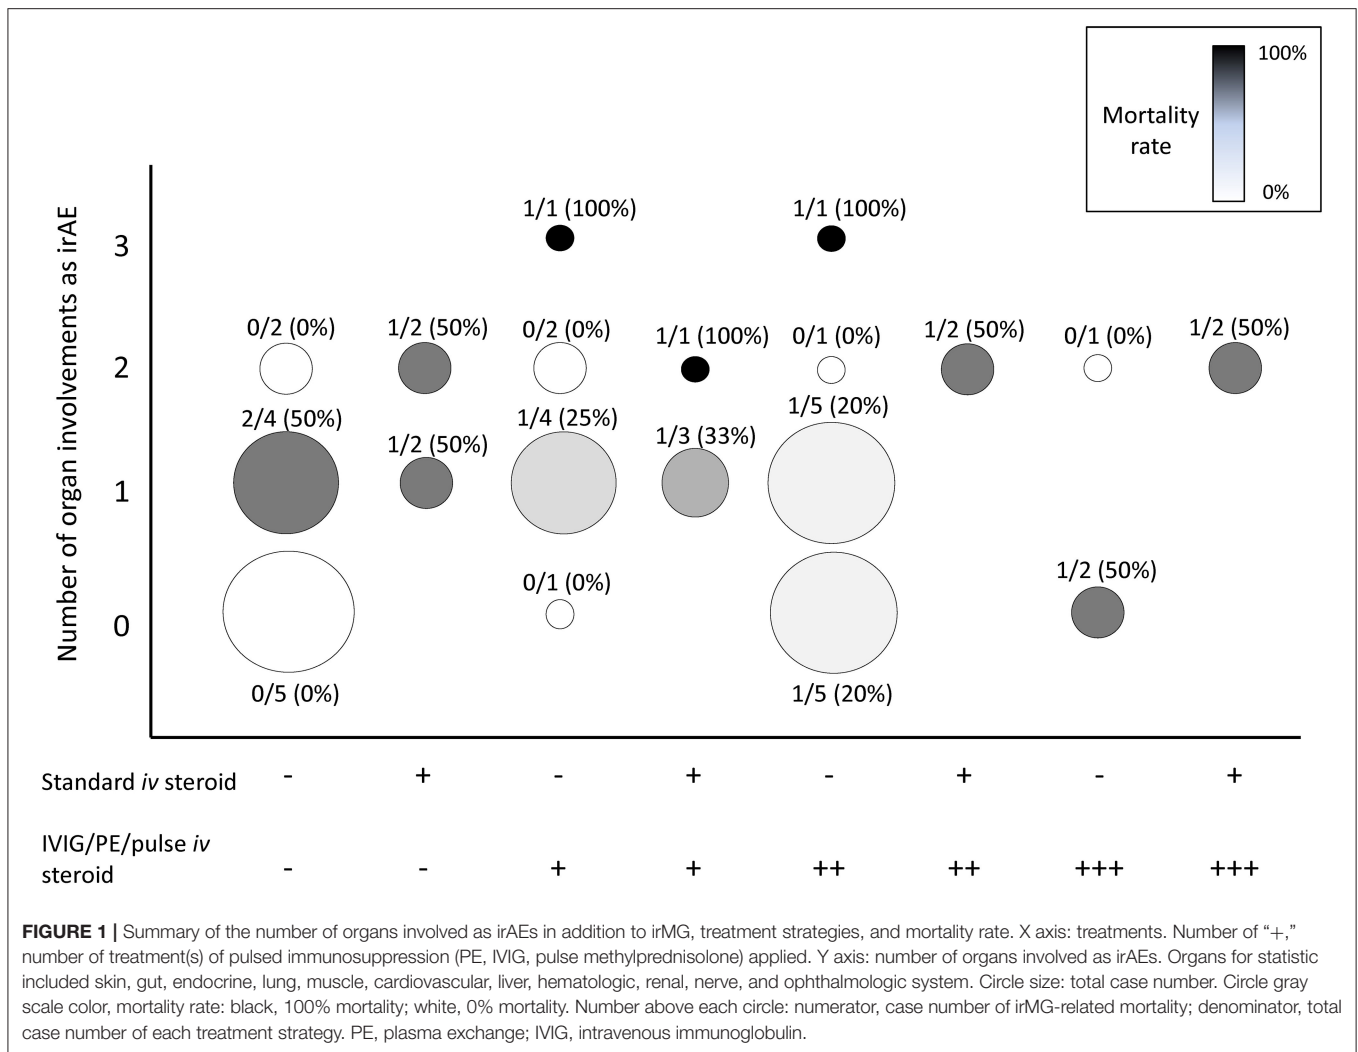 100%
Mortality
rate
0%
Number of organ involvements as irAE
3
1/1 (100%) 1/1 (100%)
2
0/2 (0%) 1/2 (50%) 0/2 (0%) 1/1 (100%) 0/1 (0%) 1/2 (50%) 0/1 (0%) 1/2 (50%)
1
2/4 (50%) 1/2 (50%) 1/4 (25%) 1/3 (33%) 1/5 (20%)
0
0/5 (0%) 0/1 (0%) 1/5 (20%) 1/2 (50%)
Standard iv steroid - + - + - + - +
IVIG/PE/pulse iv
steroid - - + + ++ ++ +++ +++
FIGURE 1 | Summary of the number of organs involved as irAEs in addition to irMG, treatment strategies, and mortality rate. X axis: treatments. Number of “+,”
number of treatment(s) of pulsed immunosuppression (PE, IVIG, pulse methylprednisolone) applied. Y axis: number of organs involved as irAEs. Organs for statistic
included skin, gut, endocrine, lung, muscle, cardiovascular, liver, hematologic, renal, nerve, and ophthalmologic system. Circle size: total case number. Circle gray
scale color, mortality rate: black, 100% mortality; white, 0% mortality. Number above each circle: numerator, case number of irMG-related mortality; denominator, total
case number of each treatment strategy. PE, plasma exchange; IVIG, intravenous immunoglobulin.